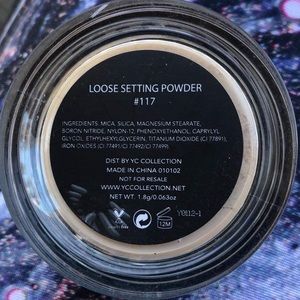 LOOSE SETTING POWDER
#117
INGREDIENTS: MICA, SILICA, MAGNESIUM STEARATE,
BORON NITRIDE, NYLON-12, PHENOXYETHANOL, CAPRYLYL
GLYCOL, ETHYLHEXYLGLYCERIN, TITANIUM DIOXIDE (CI 77891),
IRON OXIDES (CI 77491/CI 77492/CI 77499)
DIST BY YC COLLECTION
MADE IN CHINA 010102
NOT FOR RESALE
WWW.YCCOLLECTION.NET
NET WT. 1.8g/0.063oz
12M